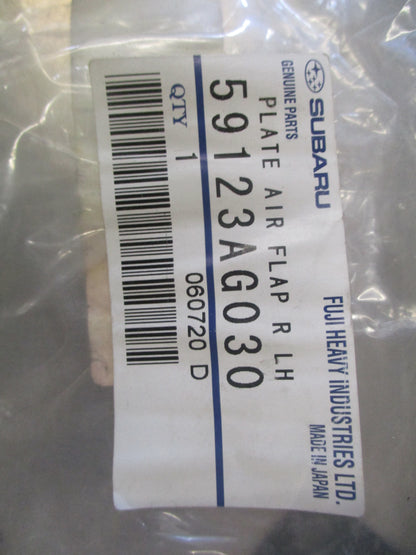 SUBARU
GENUINE PARTS
PLATE AIR FLAP R LH
59123AG030
QTY 1
060720 D
FUJI HEAVY INDUSTRIES LTD.
MADE IN JAPAN